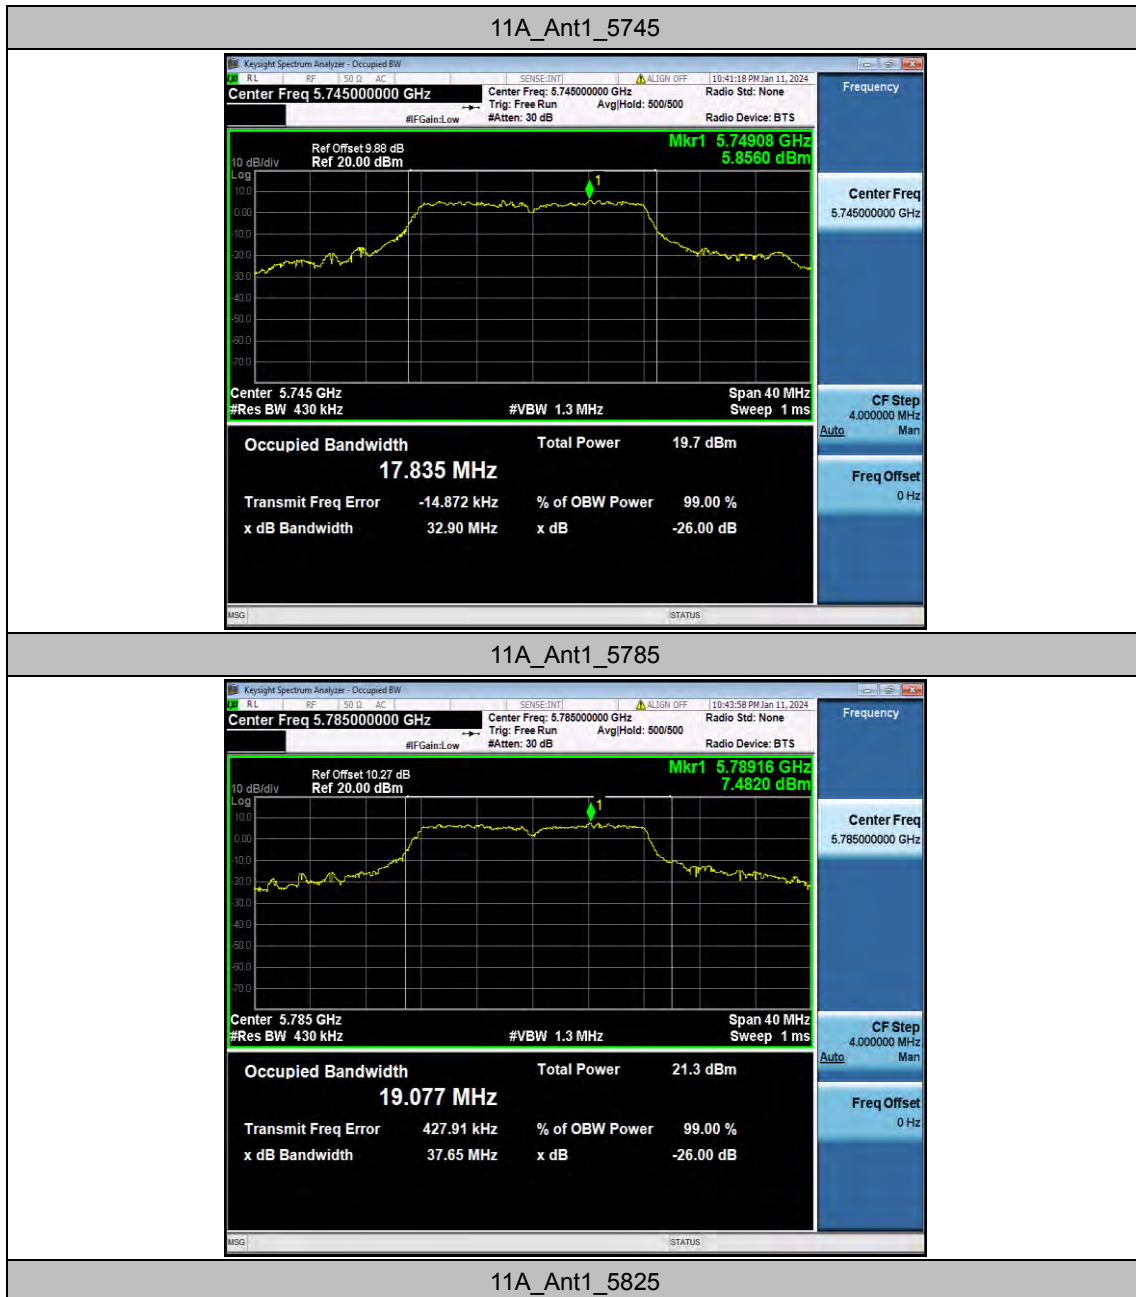 11A_Ant1_5745
Keysight Spectrum Analyzer - Occupied BW
RL RF 50 Ω AC SENSE:INT ALIGN OFF 10:41:18 PM Jan 11, 2024
Center Freq 5.745000000 GHz
Center Freq: 5.745000000 GHz
Radio Std: None
Trig: Free Run Avg|Hold: 500/500
#IFGain:Low #Atten: 30 dB Radio Device: BTS
Frequency
Mkr1 5.74908 GHz
5.8560 dBm
Ref Offset 9.88 dB
10 dB/div Ref 20.00 dBm
Log
1
10.0
0.00
-10.0
-20.0
-30.0
-40.0
-50.0
-60.0
-70.0
Center Freq
5.745000000 GHz
Center 5.745 GHz Span 40 MHz
#Res BW 430 kHz #VBW 1.3 MHz Sweep 1 ms
CF Step
4.000000 MHz
Auto Man
Occupied Bandwidth Total Power 19.7 dBm
17.835 MHz
Transmit Freq Error -14.872 kHz % of OBW Power 99.00 %
x dB Bandwidth 32.90 MHz x dB -26.00 dB
Freq Offset
0 Hz
MSG STATUS
11A_Ant1_5785
Keysight Spectrum Analyzer - Occupied BW
RL RF 50 Ω AC SENSE:INT ALIGN OFF 10:43:58 PM Jan 11, 2024
Center Freq 5.785000000 GHz
Center Freq: 5.785000000 GHz
Radio Std: None
Trig: Free Run Avg|Hold: 500/500
#IFGain:Low #Atten: 30 dB Radio Device: BTS
Frequency
Mkr1 5.78916 GHz
7.4820 dBm
Ref Offset 10.27 dB
10 dB/div Ref 20.00 dBm
Log
1
10.0
0.00
-10.0
-20.0
-30.0
-40.0
-50.0
-60.0
-70.0
Center Freq
5.785000000 GHz
Center 5.785 GHz Span 40 MHz
#Res BW 430 kHz #VBW 1.3 MHz Sweep 1 ms
CF Step
4.000000 MHz
Auto Man
Occupied Bandwidth Total Power 21.3 dBm
19.077 MHz
Transmit Freq Error 427.91 kHz % of OBW Power 99.00 %
x dB Bandwidth 37.65 MHz x dB -26.00 dB
Freq Offset
0 Hz
MSG STATUS
11A_Ant1_5825